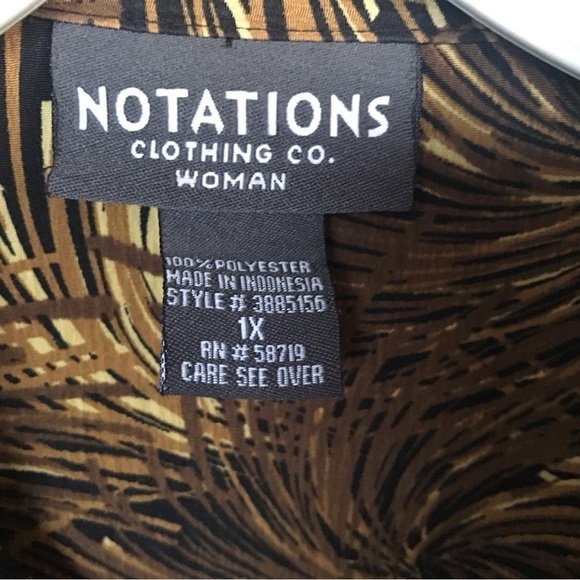 NOTATIONS
CLOTHING CO.
WOMAN
100% POLYESTER
MADE IN INDONESIA
STYLE # 3885156
1X
RN # 58719
CARE SEE OVER